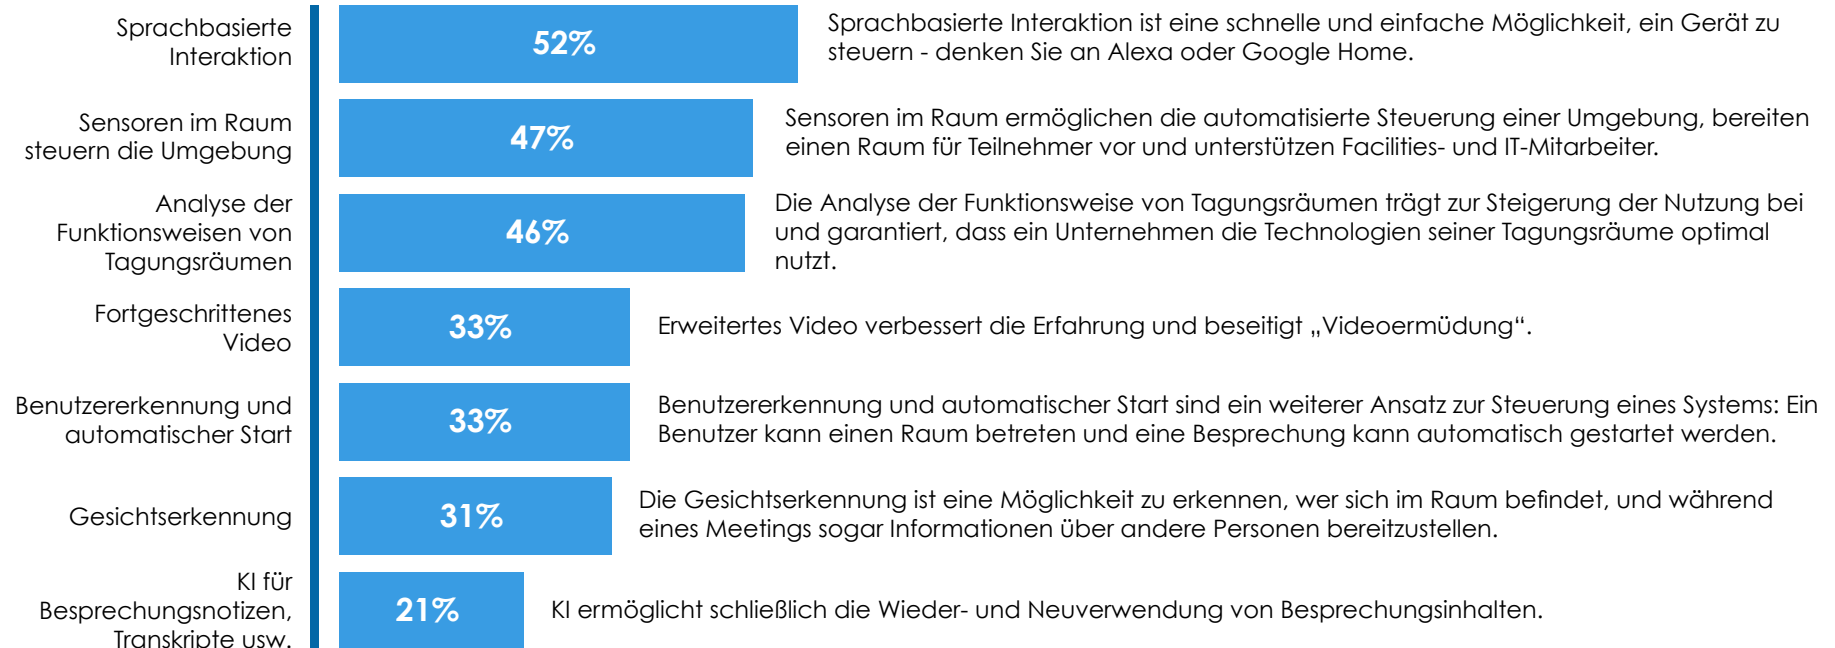 Sprachbasierte
Interaktion
52%
Sprachbasierte Interaktion ist eine schnelle und einfache Möglichkeit, ein Gerät zu
steuern - denken Sie an Alexa oder Google Home.
Sensoren im Raum
steuern die Umgebung
47%
Sensoren im Raum ermöglichen die automatisierte Steuerung einer Umgebung, bereiten
einen Raum für Teilnehmer vor und unterstützen Facilities- und IT-Mitarbeiter.
Analyse der
Funktionsweisen von
Tagungsräumen
46%
Die Analyse der Funktionsweise von Tagungsräumen trägt zur Steigerung der Nutzung bei
und garantiert, dass ein Unternehmen die Technologien seiner Tagungsräume optimal
nutzt.
Fortgeschrittenes
Video
33%
Erweitertes Video verbessert die Erfahrung und beseitigt „Videoermüdung“.
Benutzererkennung und
automatischer Start
33%
Benutzererkennung und automatischer Start sind ein weiterer Ansatz zur Steuerung eines Systems: Ein
Benutzer kann einen Raum betreten und eine Besprechung kann automatisch gestartet werden.
Gesichtserkennung
31%
Die Gesichtserkennung ist eine Möglichkeit zu erkennen, wer sich im Raum befindet, und während
eines Meetings sogar Informationen über andere Personen bereitzustellen.
KI für
Besprechungsnotizen,
Transkripte usw.
21%
KI ermöglicht schließlich die Wieder- und Neuverwendung von Besprechungsinhalten.